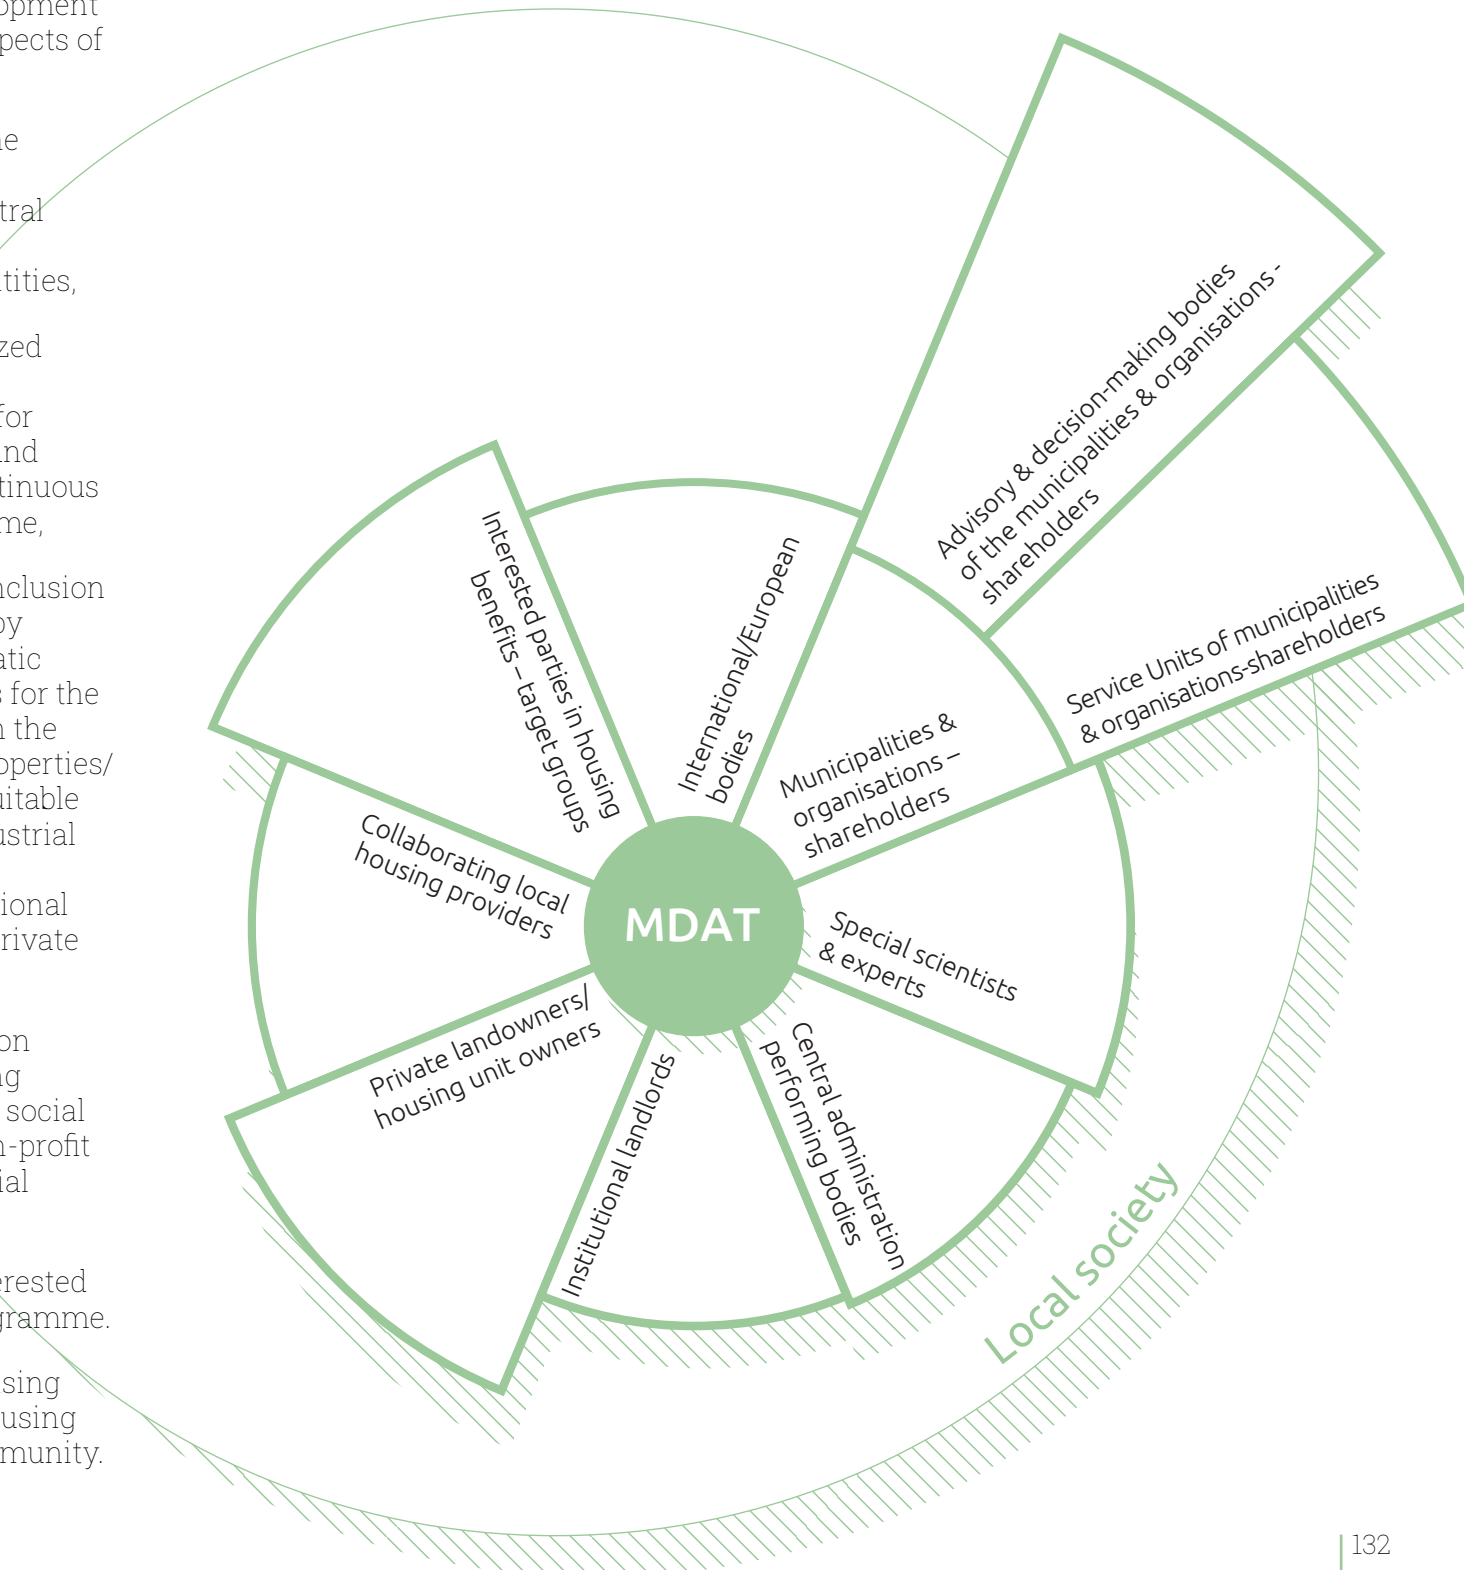 opment
pects of
ne
tral
tities,
zed
for
and
tinuous
me,
nclusion
by
atic
s for the
n the
operties/
uitable
ustrial
ional
rivate
on
ng
social
n-profit
ial
erested
gramme.
sing
using
munity.
Advisory & decision-making bodies
of the municipalities & organisations -
shareholders
Service Units of municipalities
& organisations-shareholders
Interested parties in housing
benefits – target groups
International/European
bodies
Municipalities &
organisations –
shareholders
Collaborating local
housing providers
MDAT
Special scientists
& experts
Private landowners/
housing unit owners
Institutional landlords
Central administration
performing bodies
Local society
132